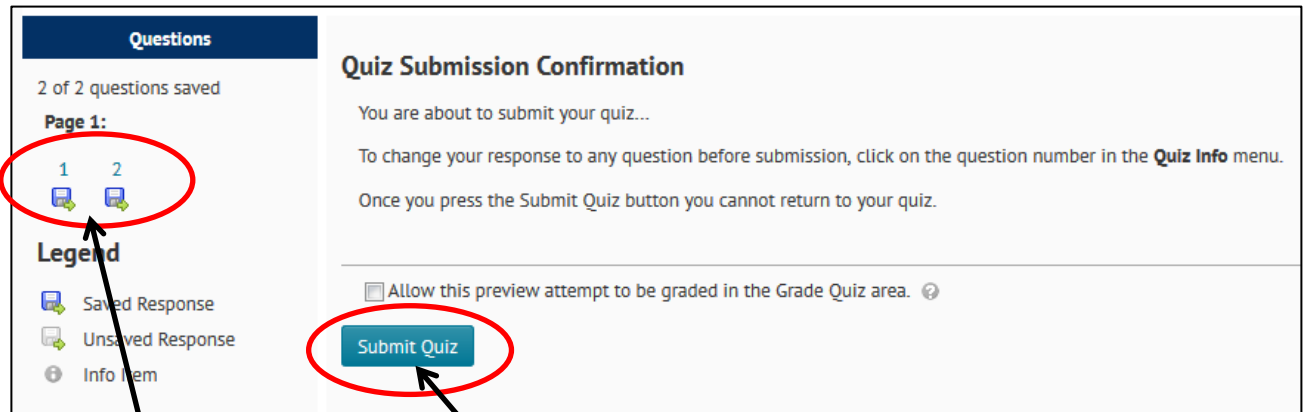 Questions
2 of 2 questions saved
Page 1:
1 2
Legend
Saved Response
Unsaved Response
Info Item
Quiz Submission Confirmation
You are about to submit your quiz...
To change your response to any question before submission, click on the question number in the Quiz Info menu.
Once you press the Submit Quiz button you cannot return to your quiz.
Allow this preview attempt to be graded in the Grade Quiz area.
Submit Quiz